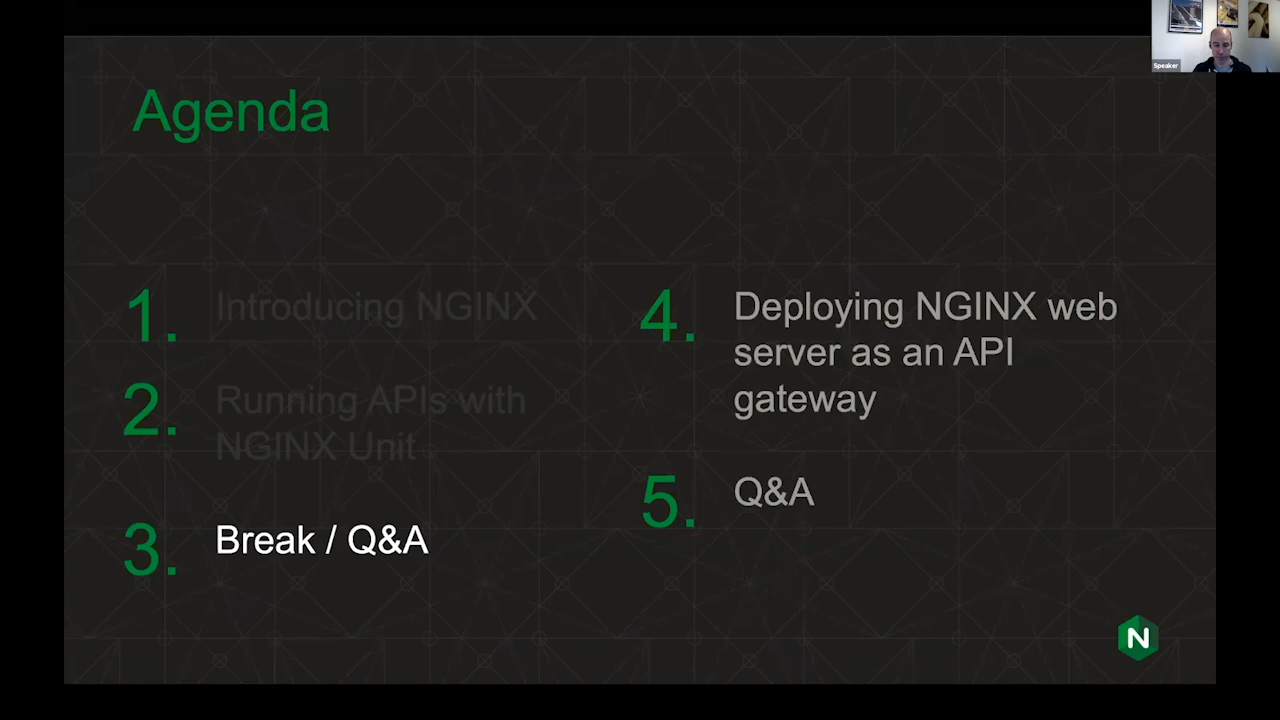 Speaker
Agenda
1. Introducing NGINX
2. Running APIs with
NGINX Unit
3. Break / Q&A
4. Deploying NGINX web
server as an API
gateway
5. Q&A
N